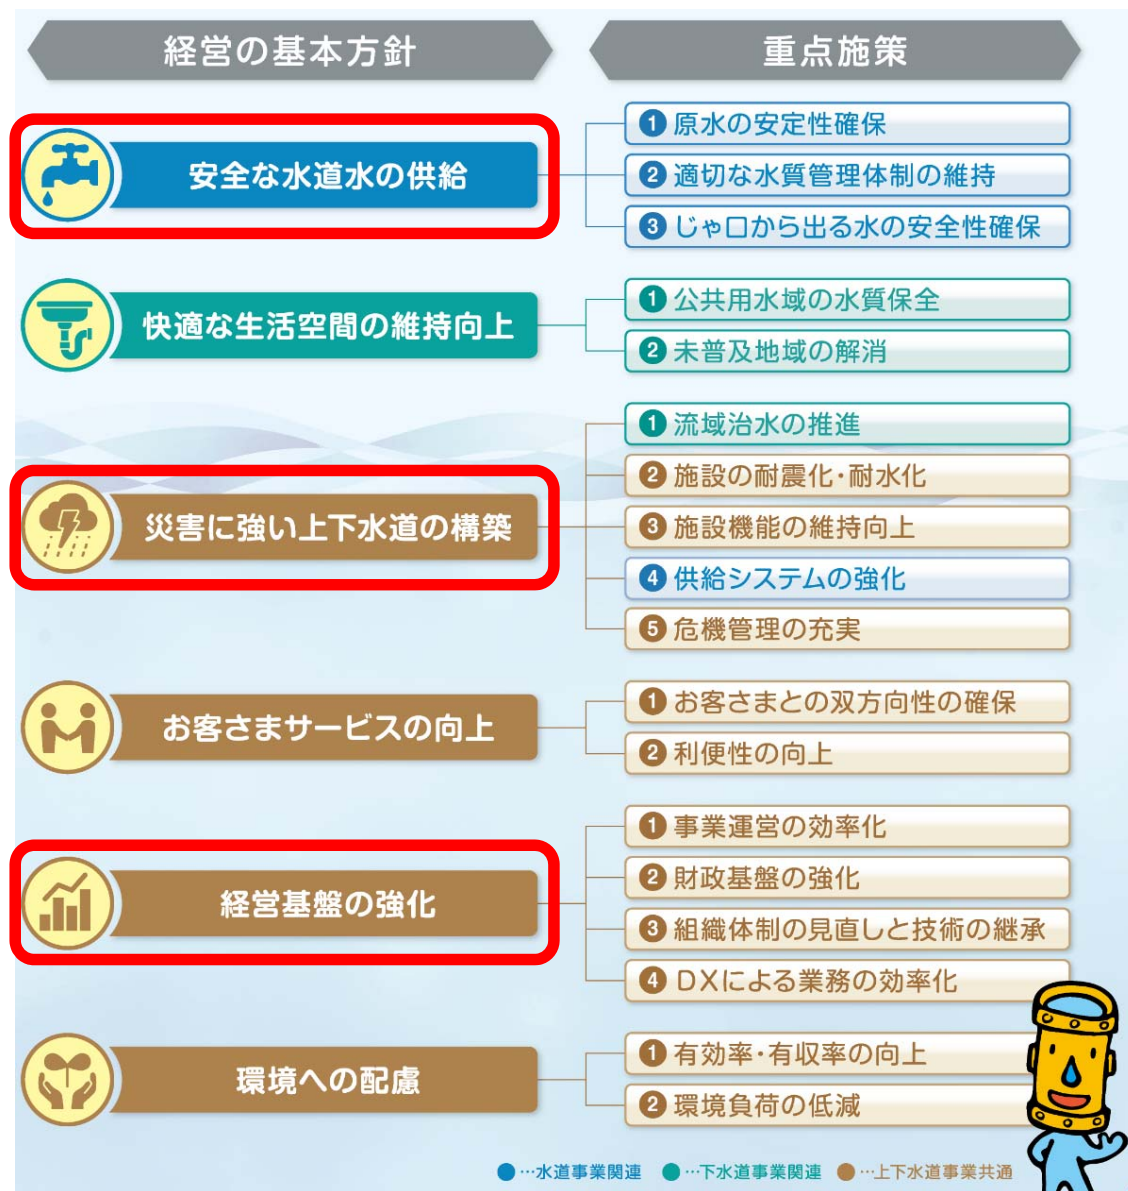 経営の基本方針
重点施策
安全な水道水の供給
1 原水の安定性確保
2 適切な水質管理体制の維持
3 じゃ口から出る水の安全性確保
快適な生活空間の維持向上
1 公共用水域の水質保全
2 未普及地域の解消
災害に強い上下水道の構築
1 流域治水の推進
2 施設の耐震化・耐水化
3 施設機能の維持向上
4 供給システムの強化
5 危機管理の充実
お客さまサービスの向上
1 お客さまとの双方向性の確保
2 利便性の向上
経営基盤の強化
1 事業運営の効率化
2 財政基盤の強化
3 組織体制の見直しと技術の継承
4 DXによる業務の効率化
環境への配慮
1 有効率・有収率の向上
2 環境負荷の低減
●…水道事業関連 ●…下水道事業関連 ●…上下水道事業共通